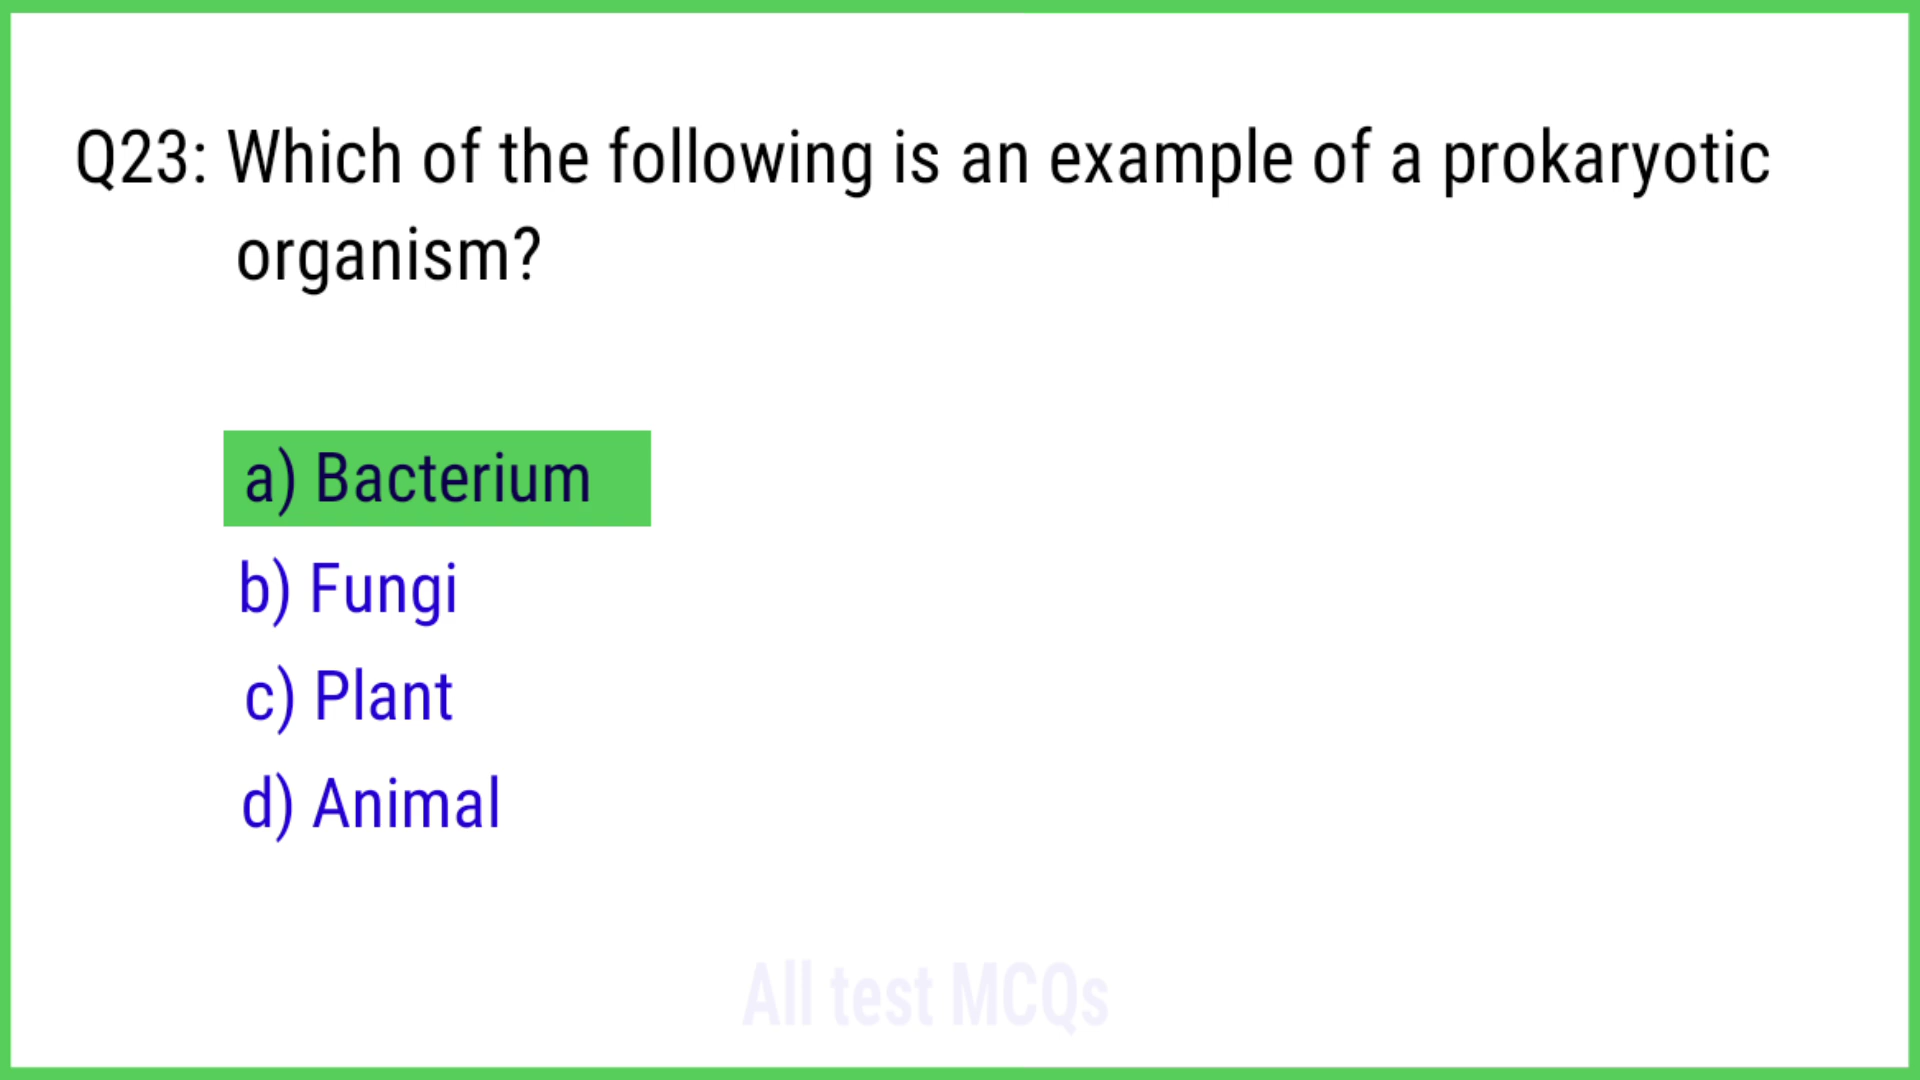 Q23: Which of the following is an example of a prokaryotic
organism?
a) Bacterium
b) Fungi
c) Plant
d) Animal
All test MCQs